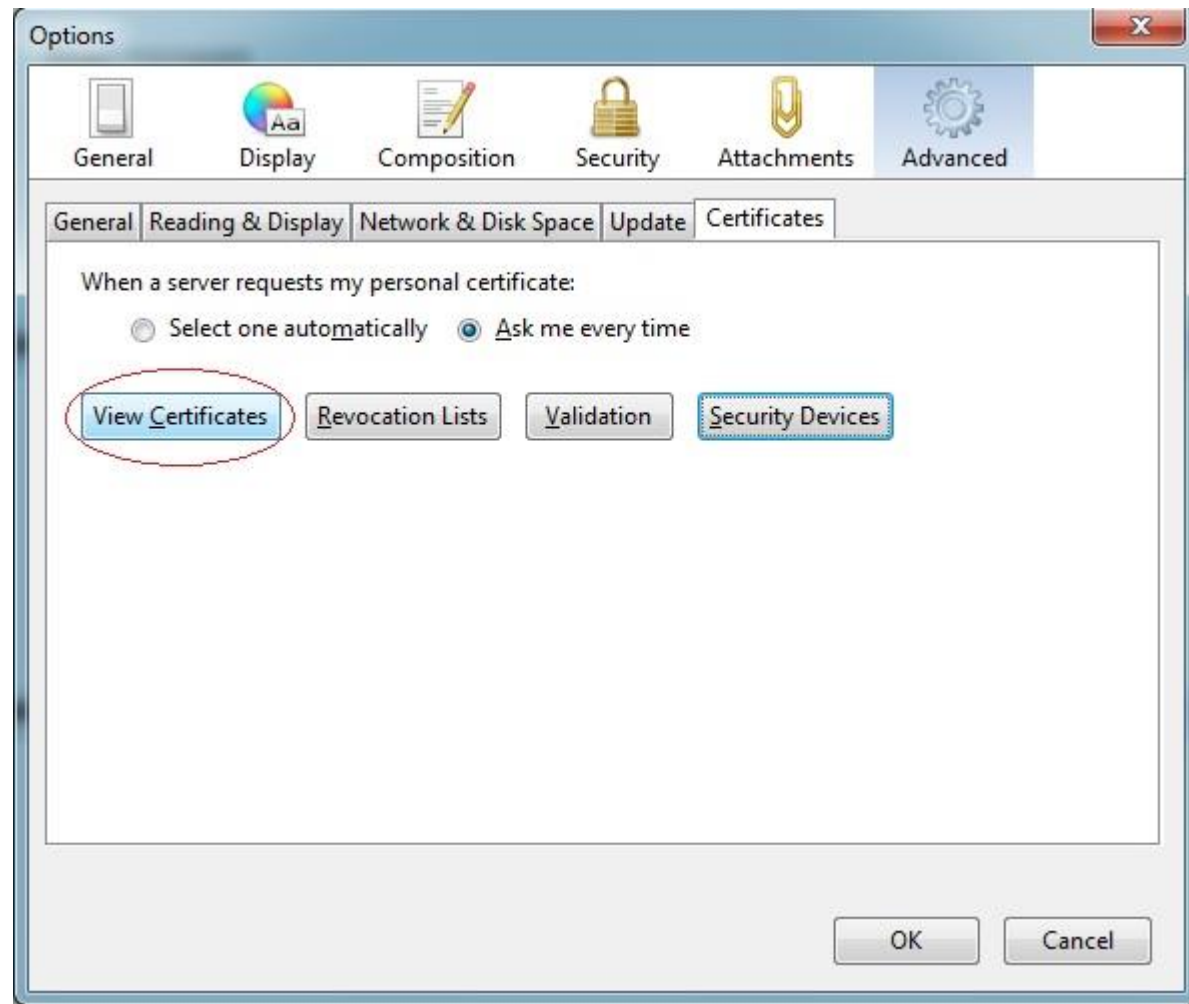 Options
X
Aa
General Display Composition Security Attachments Advanced
General Reading & Display Network & Disk Space Update Certificates
When a server requests my personal certificate:
Select one automatically Ask me every time
View Certificates Revocation Lists Validation Security Devices
OK Cancel